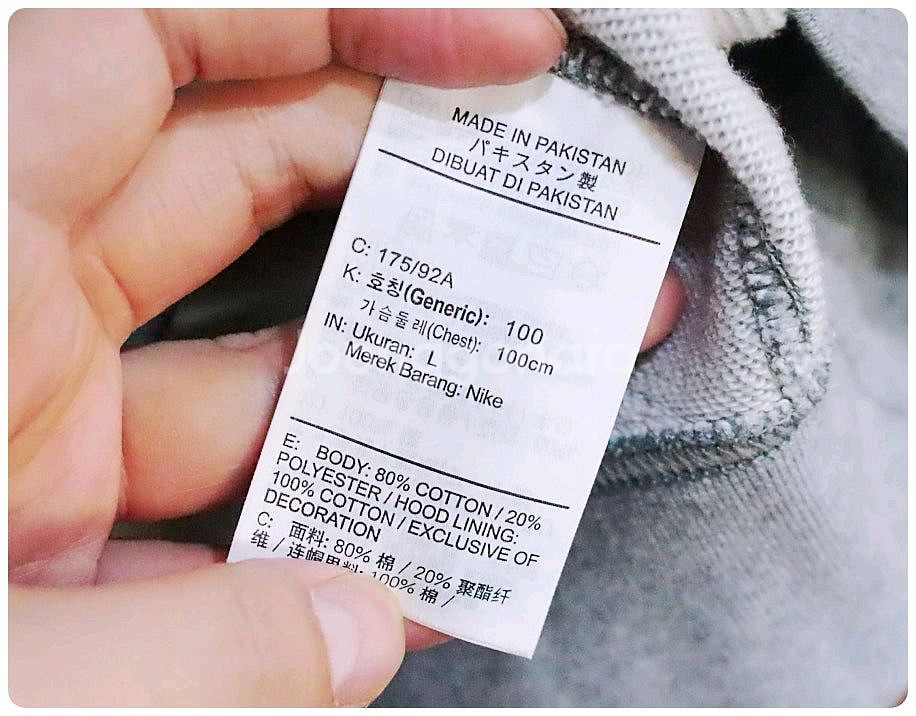 MADE IN PAKISTAN
パキスタン製
DIBUAT DI PAKISTAN
C: 175/92A
K: 호칭(Generic): 100
가슴둘레(Chest): 100cm
IN: Ukuran: L
Merek Barang: Nike
E: BODY: 80% COTTON / 20%
POLYESTER / HOOD LINING:
100% COTTON / EXCLUSIVE OF
DECORATION
C: 面料: 80% 棉 / 20% 聚酯纤
维 / 连帽里料: 100% 棉 /